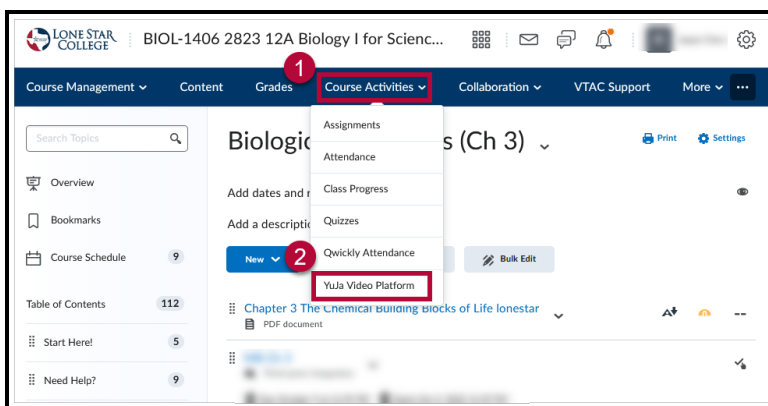 LONE STAR
COLLEGE
BIOL-1406 2823 12A Biology I for Scienc...
1
Course Management
Content
Grades
Course Activities
Collaboration
VTAC Support
More
Search Topics
Biologic
s (Ch 3)
Print
Settings
Assignments
Attendance
Overview
Class Progress
Add dates and r
Bookmarks
Quizzes
Add a descripti
Course Schedule
9
New
2
Qwickly Attendance
Bulk Edit
YuJa Video Platform
Table of Contents
112
Chapter 3 The Chemical Building Blocks of Life lonestar
PDF document
--
Start Here!
5
Need Help?
9